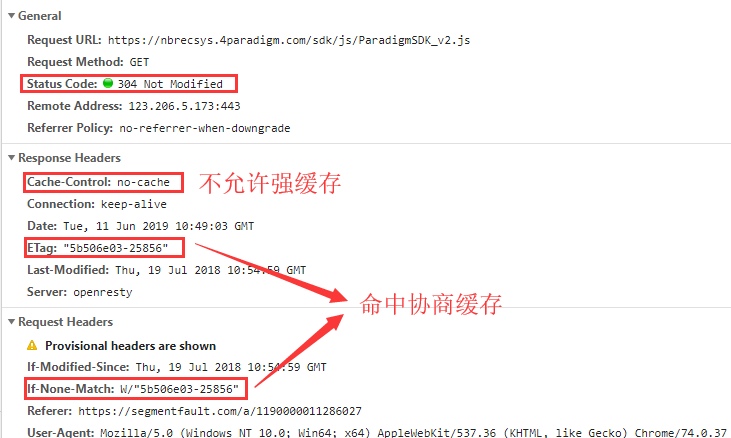 General
Request URL: https://nbrecsys.4paradigm.com/sdk/js/ParadigmSDK_v2.js
Request Method: GET
Status Code: 304 Not Modified
Remote Address: 123.206.5.173:443
Referrer Policy: no-referrer-when-downgrade
Response Headers
Cache-Control: no-cache 不允许强缓存
Connection: keep-alive
Date: Tue, 11 Jun 2019 10:49:03 GMT
ETag: "5b506e03-25856"
Last-Modified: Thu, 19 Jul 2018 10:54:59 GMT
Server: openresty
命中协商缓存
Request Headers
Provisional headers are shown
If-Modified-Since: Thu, 19 Jul 2018 10:54:59 GMT
If-None-Match: W/"5b506e03-25856"
Referer: https://segmentfault.com/a/1190000011286027
User-Agent: Mozilla/5.0 (Windows NT 10.0; Win64; x64) AppleWebKit/537.36 (KHTML, like Gecko) Chrome/74.0.37